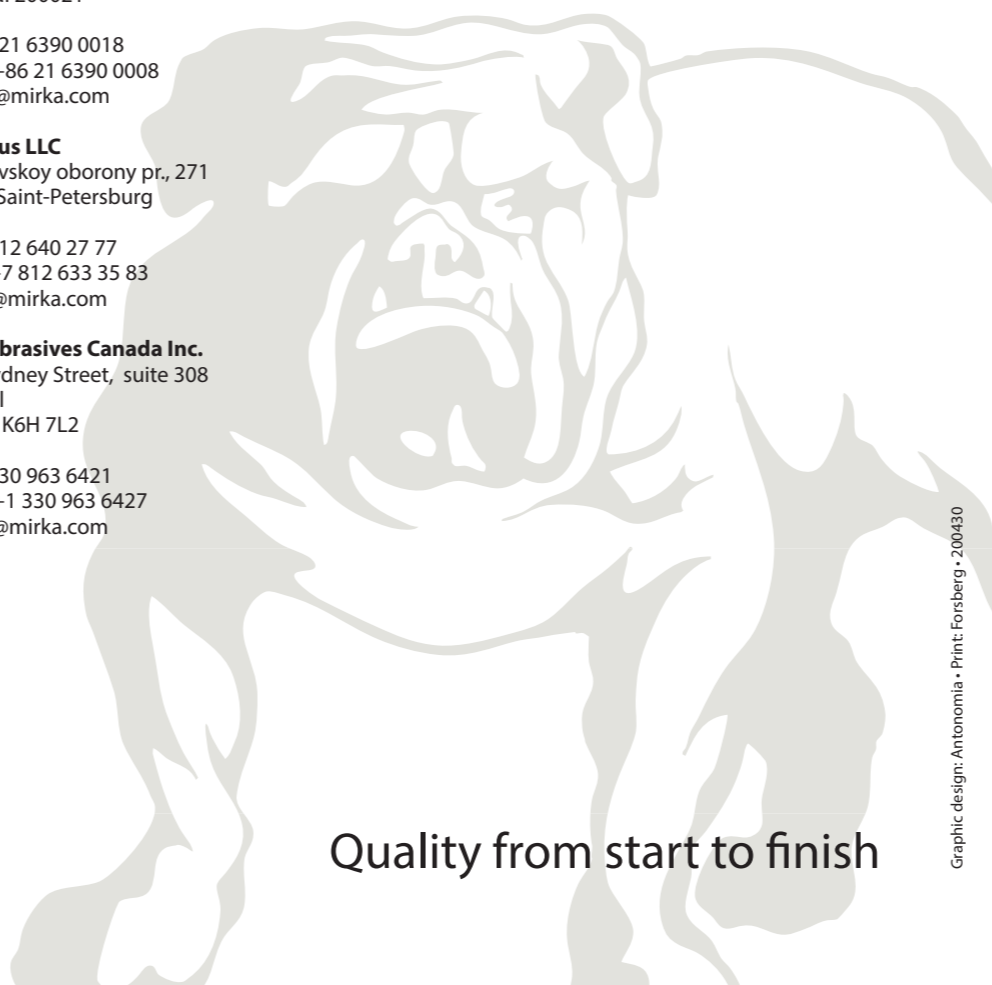 21 6390 0018
-86 21 6390 0008
@mirka.com
us LLC
vskoy oborony pr., 271
Saint-Petersburg
12 640 27 77
-7 812 633 35 83
@mirka.com
brasives Canada Inc.
dney Street, suite 308
l
K6H 7L2
30 963 6421
-1 330 963 6427
@mirka.com
Quality from start to finish
Graphic design: Antonomia • Print: Forsberg • 200430